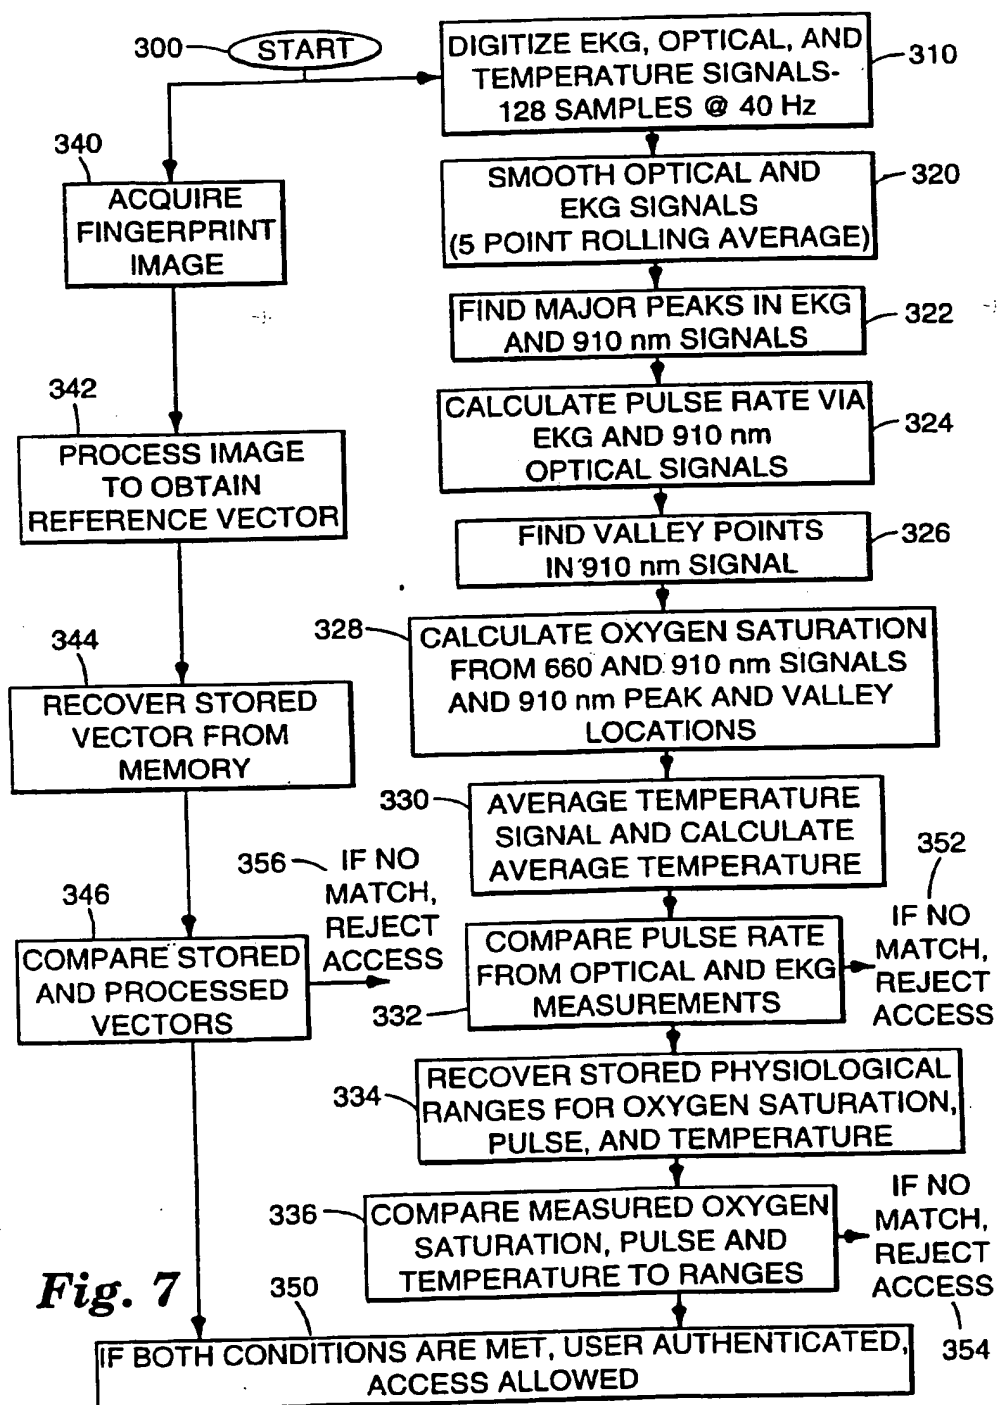 300
START
DIGITIZE EKG, OPTICAL, AND
TEMPERATURE SIGNALS-
128 SAMPLES @ 40 Hz
310
340
ACQUIRE
FINGERPRINT
IMAGE
SMOOTH OPTICAL AND
EKG SIGNALS
(5 POINT ROLLING AVERAGE)
320
FIND MAJOR PEAKS IN EKG
AND 910 nm SIGNALS
322
342
PROCESS IMAGE
TO OBTAIN
REFERENCE VECTOR
CALCULATE PULSE RATE VIA
EKG AND 910 nm
OPTICAL SIGNALS
324
FIND VALLEY POINTS
IN 910 nm SIGNAL
326
344
RECOVER STORED
VECTOR FROM
MEMORY
328
CALCULATE OXYGEN SATURATION
FROM 660 AND 910 nm SIGNALS
AND 910 nm PEAK AND VALLEY
LOCATIONS
330
AVERAGE TEMPERATURE
SIGNAL AND CALCULATE
AVERAGE TEMPERATURE
346
COMPARE STORED
AND PROCESSED
VECTORS
356
IF NO
MATCH,
REJECT
ACCESS
332
COMPARE PULSE RATE
FROM OPTICAL AND EKG
MEASUREMENTS
352
IF NO
MATCH,
REJECT
ACCESS
334
RECOVER STORED PHYSIOLOGICAL
RANGES FOR OXYGEN SATURATION,
PULSE, AND TEMPERATURE
336
COMPARE MEASURED OXYGEN
SATURATION, PULSE AND
TEMPERATURE TO RANGES
IF NO
MATCH,
REJECT
ACCESS
354
Fig. 7
350
IF BOTH CONDITIONS ARE MET, USER AUTHENTICATED,
ACCESS ALLOWED